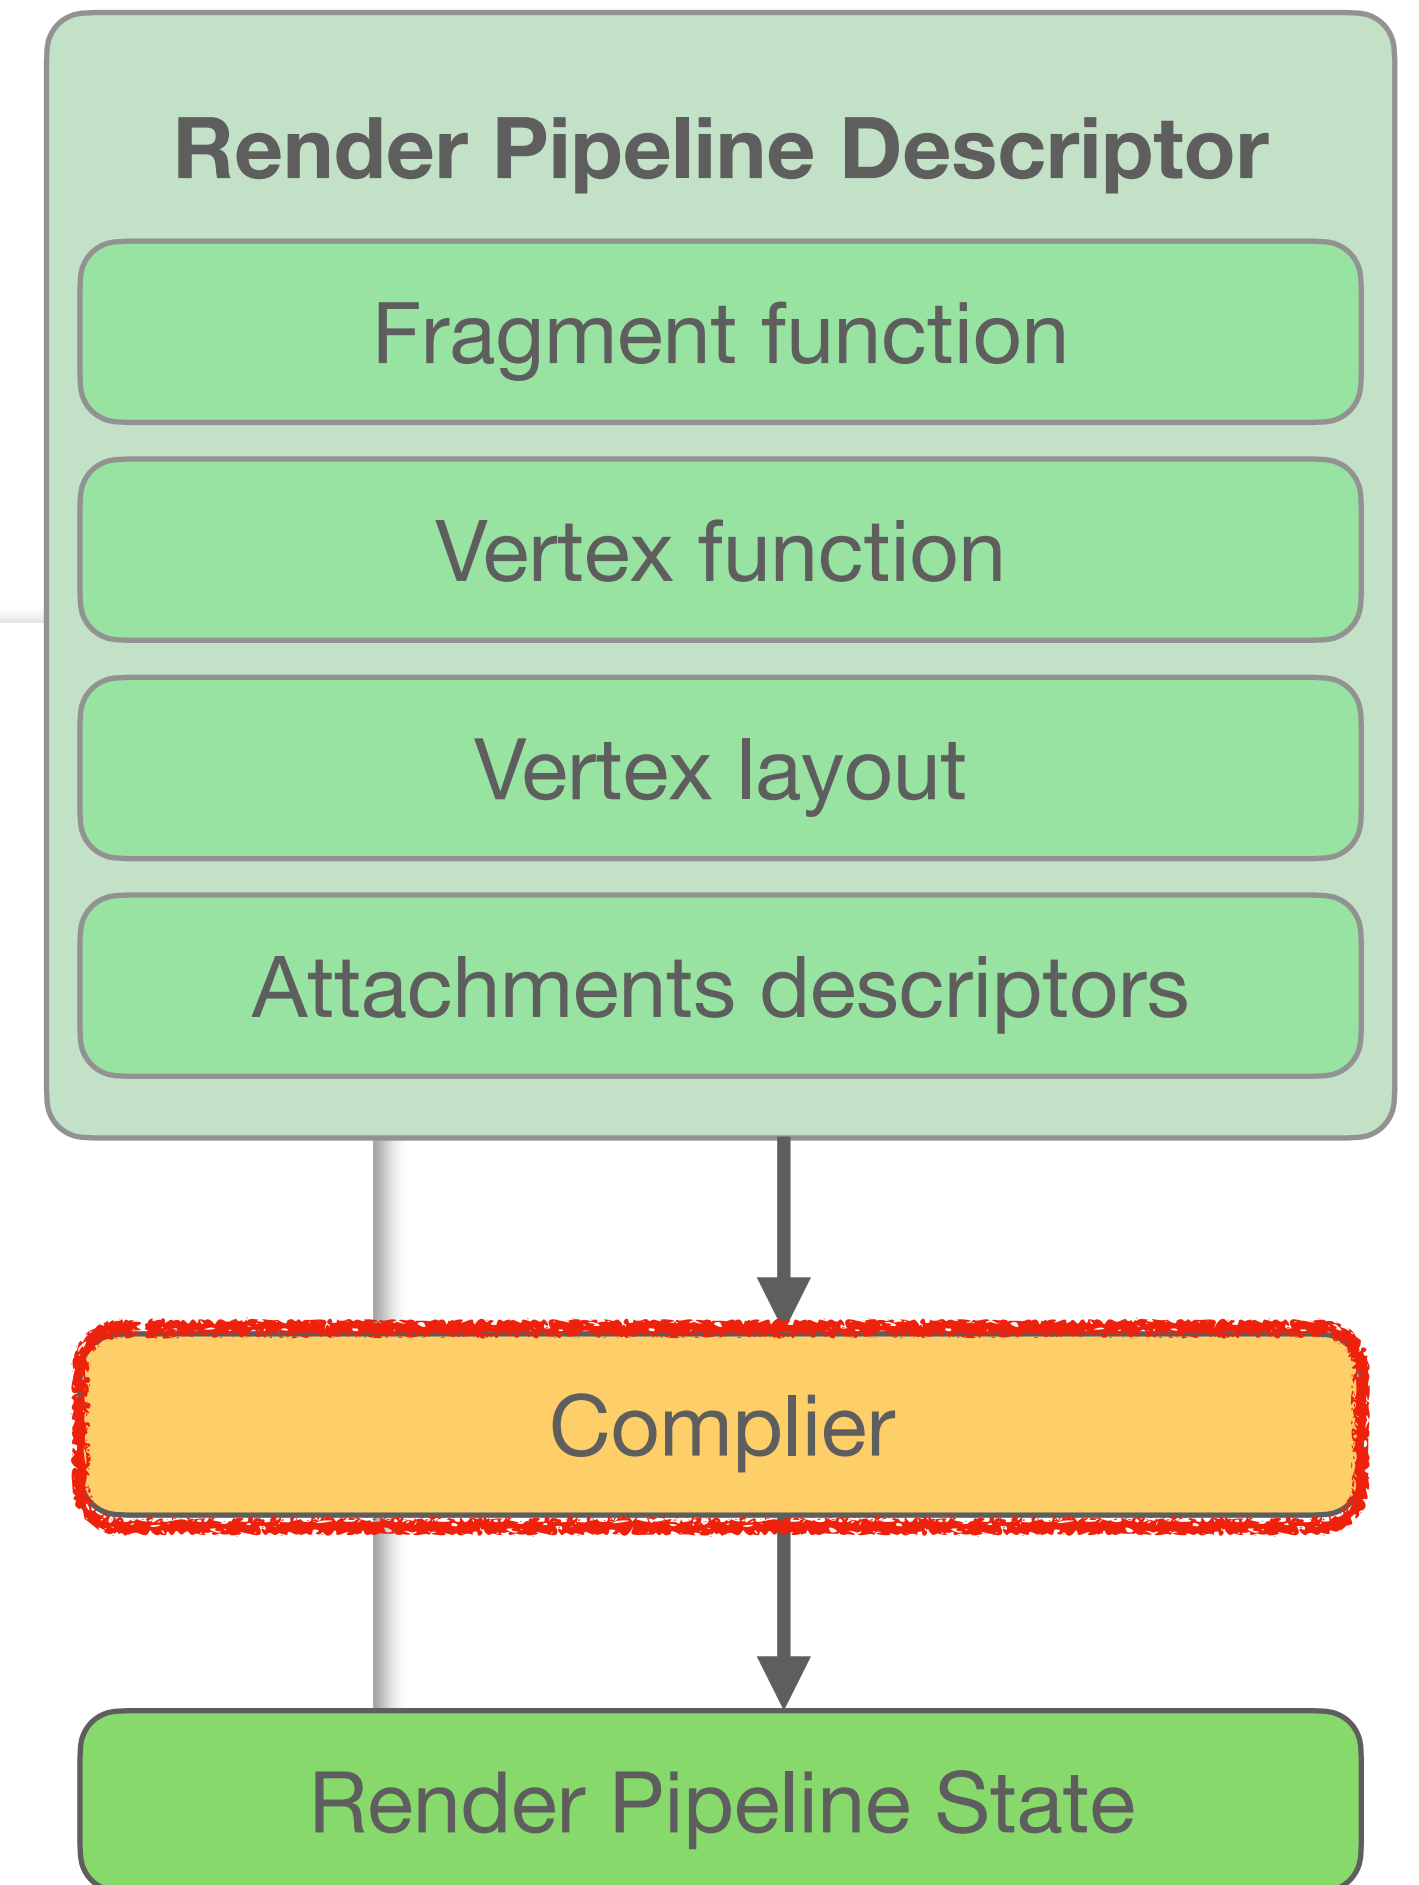 Render Pipeline Descriptor
Fragment function
Vertex function
Vertex layout
Attachments descriptors
Complier
Render Pipeline State